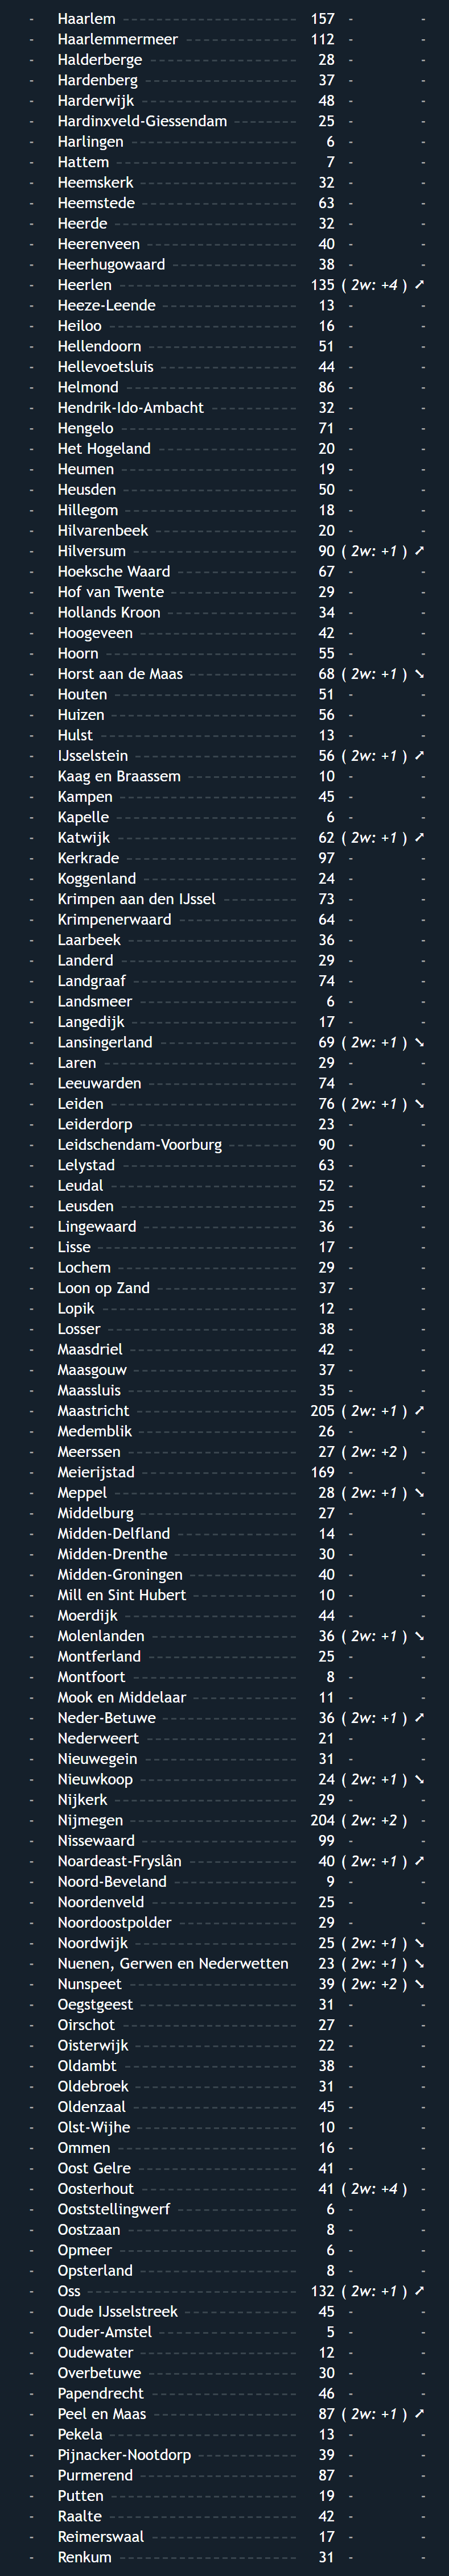 - Haarlem 157 - -
- Haarlemmermeer 112 - -
- Halderberge 28 - -
- Hardenberg 37 - -
- Harderwijk 48 - -
- Hardinxveld-Giessendam 25 - -
- Harlingen 6 - -
- Hattem 7 - -
- Heemskerk 32 - -
- Heemstede 63 - -
- Heerde 32 - -
- Heerenveen 40 - -
- Heerhugowaard 38 - -
- Heerlen 135 ( 2w: +4 ) ➚
- Heeze-Leende 13 - -
- Heiloo 16 - -
- Hellendoorn 51 - -
- Hellevoetsluis 44 - -
- Helmond 86 - -
- Hendrik-Ido-Ambacht 32 - -
- Hengelo 71 - -
- Het Hogeland 20 - -
- Heumen 19 - -
- Heusden 50 - -
- Hillegom 18 - -
- Hilvarenbeek 20 - -
- Hilversum 90 ( 2w: +1 ) ➚
- Hoeksche Waard 67 - -
- Hof van Twente 29 - -
- Hollands Kroon 34 - -
- Hoogeveen 42 - -
- Hoorn 55 - -
- Horst aan de Maas 68 ( 2w: +1 ) ➘
- Houten 51 - -
- Huizen 56 - -
- Hulst 13 - -
- IJsselstein 56 ( 2w: +1 ) ➚
- Kaag en Braassem 10 - -
- Kampen 45 - -
- Kapelle 6 - -
- Katwijk 62 ( 2w: +1 ) ➚
- Kerkrade 97 - -
- Koggenland 24 - -
- Krimpen aan den IJssel 73 - -
- Krimpenerwaard 64 - -
- Laarbeek 36 - -
- Landerd 29 - -
- Landgraaf 74 - -
- Landsmeer 6 - -
- Langedijk 17 - -
- Lansingerland 69 ( 2w: +1 ) ➘
- Laren 29 - -
- Leeuwarden 74 - -
- Leiden 76 ( 2w: +1 ) ➘
- Leiderdorp 23 - -
- Leidschendam-Voorburg 90 - -
- Lelystad 63 - -
- Leudal 52 - -
- Leusden 25 - -
- Lingewaard 36 - -
- Lisse 17 - -
- Lochem 29 - -
- Loon op Zand 37 - -
- Lopik 12 - -
- Losser 38 - -
- Maasdriel 42 - -
- Maasgouw 37 - -
- Maassluis 35 - -
- Maastricht 205 ( 2w: +1 ) ➚
- Medemblik 26 - -
- Meerssen 27 ( 2w: +2 ) -
- Meierijstad 169 - -
- Meppel 28 ( 2w: +1 ) ➘
- Middelburg 27 - -
- Midden-Delfland 14 - -
- Midden-Drenthe 30 - -
- Midden-Groningen 40 - -
- Mill en Sint Hubert 10 - -
- Moerdijk 44 - -
- Molenlanden 36 ( 2w: +1 ) ➘
- Montferland 25 - -
- Montfoort 8 - -
- Mook en Middelaar 11 - -
- Neder-Betuwe 36 ( 2w: +1 ) ➚
- Nederweert 21 - -
- Nieuwegein 31 - -
- Nieuwkoop 24 ( 2w: +1 ) ➘
- Nijkerk 29 - -
- Nijmegen 204 ( 2w: +2 ) -
- Nissewaard 99 - -
- Noardeast-Fryslân 40 ( 2w: +1 ) ➚
- Noord-Beveland 9 - -
- Noordenveld 25 - -
- Noordoostpolder 29 - -
- Noordwijk 25 ( 2w: +1 ) ➘
- Nuenen, Gerwen en Nederwetten 23 ( 2w: +1 ) ➘
- Nunspeet 39 ( 2w: +2 ) ➘
- Oegstgeest 31 - -
- Oirschot 27 - -
- Oisterwijk 22 - -
- Oldambt 38 - -
- Oldebroek 31 - -
- Oldenzaal 45 - -
- Olst-Wijhe 10 - -
- Ommen 16 - -
- Oost Gelre 41 - -
- Oosterhout 41 ( 2w: +4 ) -
- Ooststellingwerf 6 - -
- Oostzaan 8 - -
- Opmeer 6 - -
- Opsterland 8 - -
- Oss 132 ( 2w: +1 ) ➚
- Oude IJsselstreek 45 - -
- Ouder-Amstel 5 - -
- Oudewater 12 - -
- Overbetuwe 30 - -
- Papendrecht 46 - -
- Peel en Maas 87 ( 2w: +1 ) ➚
- Pekela 13 - -
- Pijnacker-Nootdorp 39 - -
- Purmerend 87 - -
- Putten 19 - -
- Raalte 42 - -
- Reimerswaal 17 - -
- Renkum 31 - -